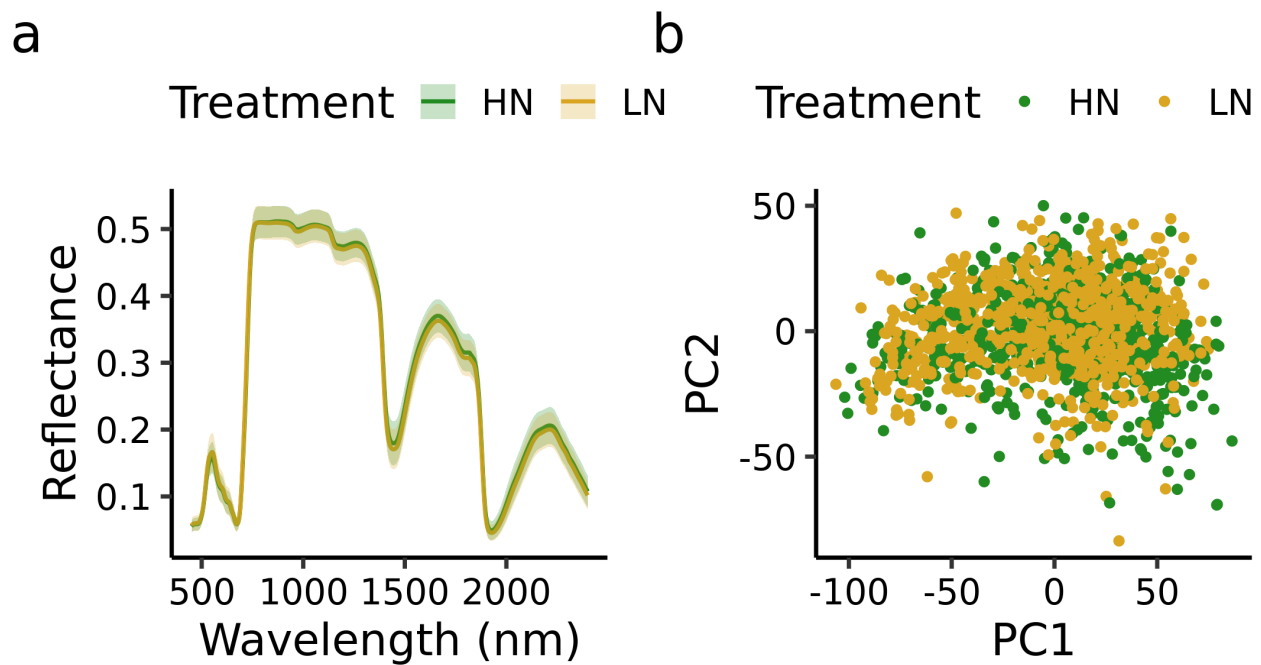 a
Treatment HN LN
Reflectance
0.5
0.4
0.3
0.2
0.1
500 1000 1500 2000
Wavelength (nm)
b
Treatment HN LN
PC2
50
0
-50
-100 -50 0 50
PC1